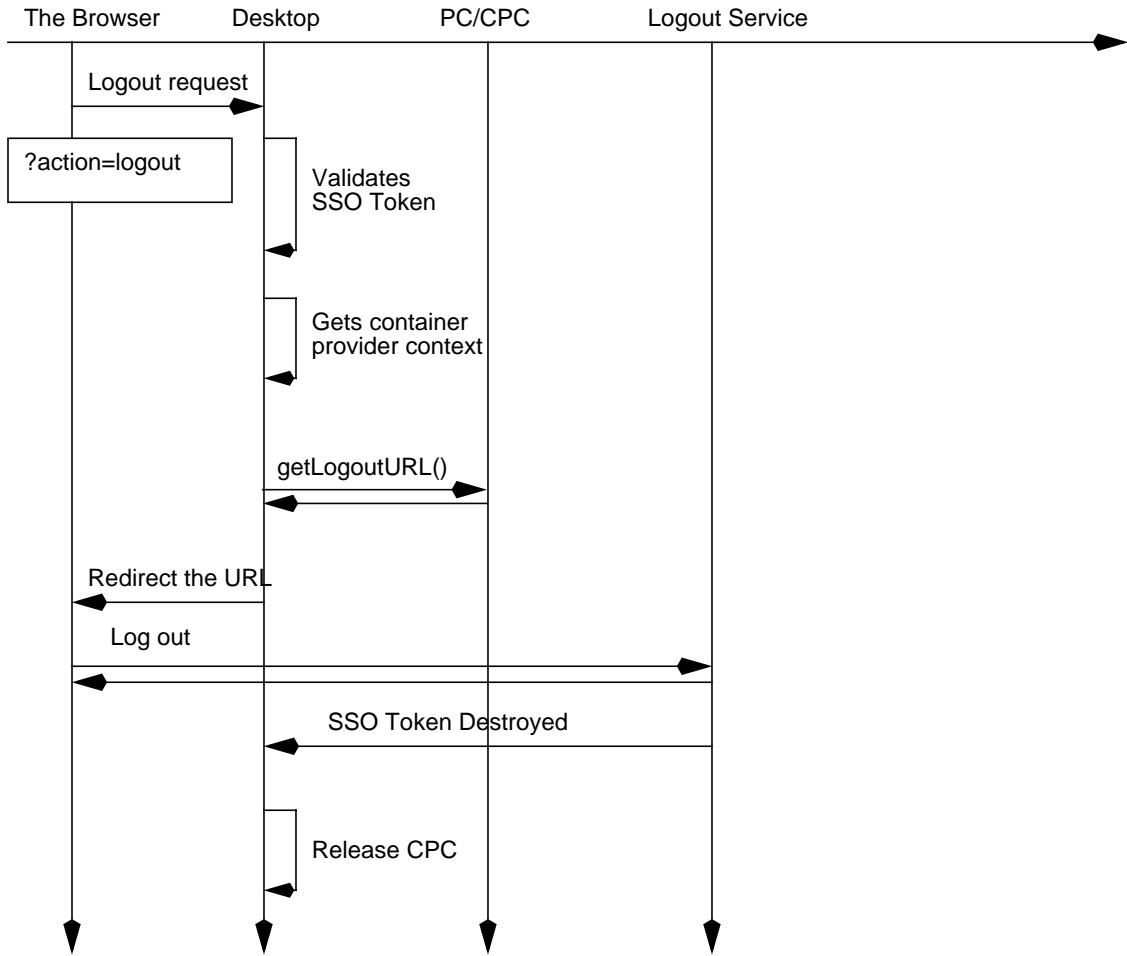 The Browser
Desktop
PC/CPC
Logout Service
Logout request
?action=logout
Validates
SSO Token
Gets container
provider context
getLogoutURL()
Redirect the URL
Log out
SSO Token Destroyed
Release CPC